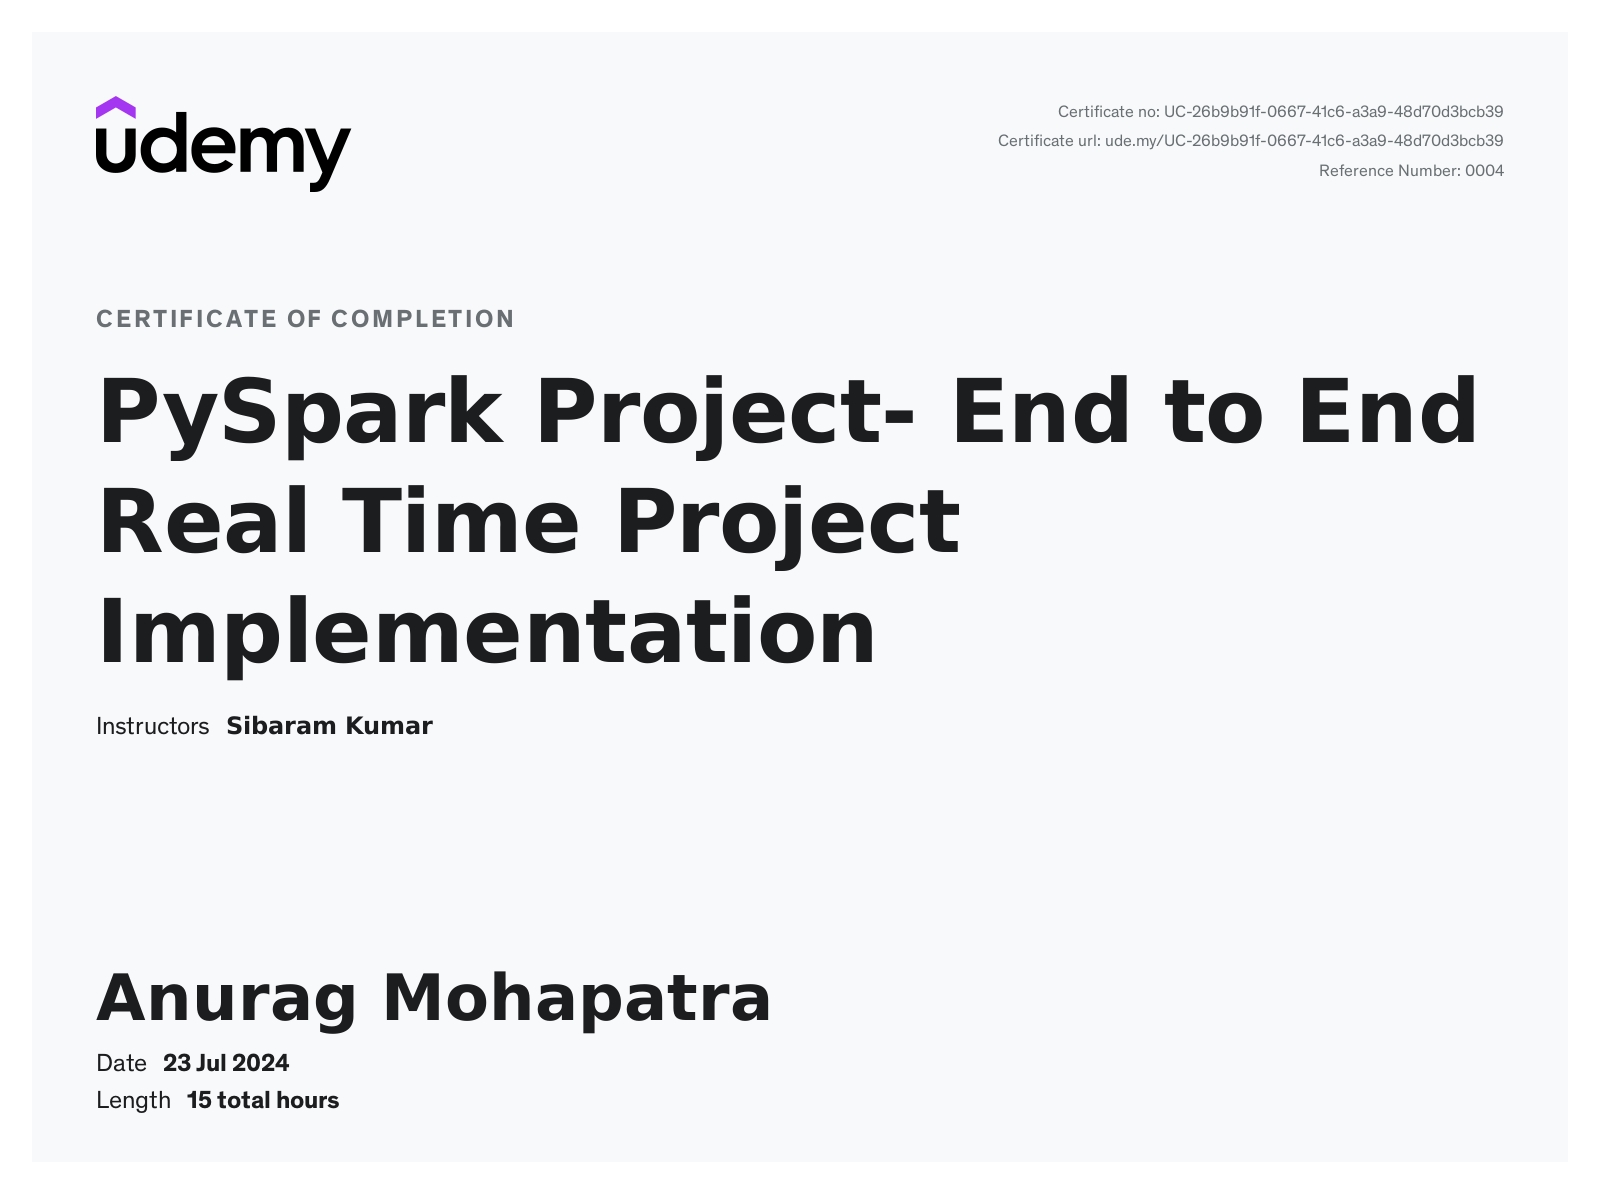 udemy
Certificate no: UC-26b9b91f-0667-41c6-a3a9-48d70d3bcb39
Certificate url: ude.my/UC-26b9b91f-0667-41c6-a3a9-48d70d3bcb39
Reference Number: 0004
CERTIFICATE OF COMPLETION
PySpark Project- End to End
Real Time Project
Implementation
Instructors Sibaram Kumar
Anurag Mohapatra
Date 23 Jul 2024
Length 15 total hours